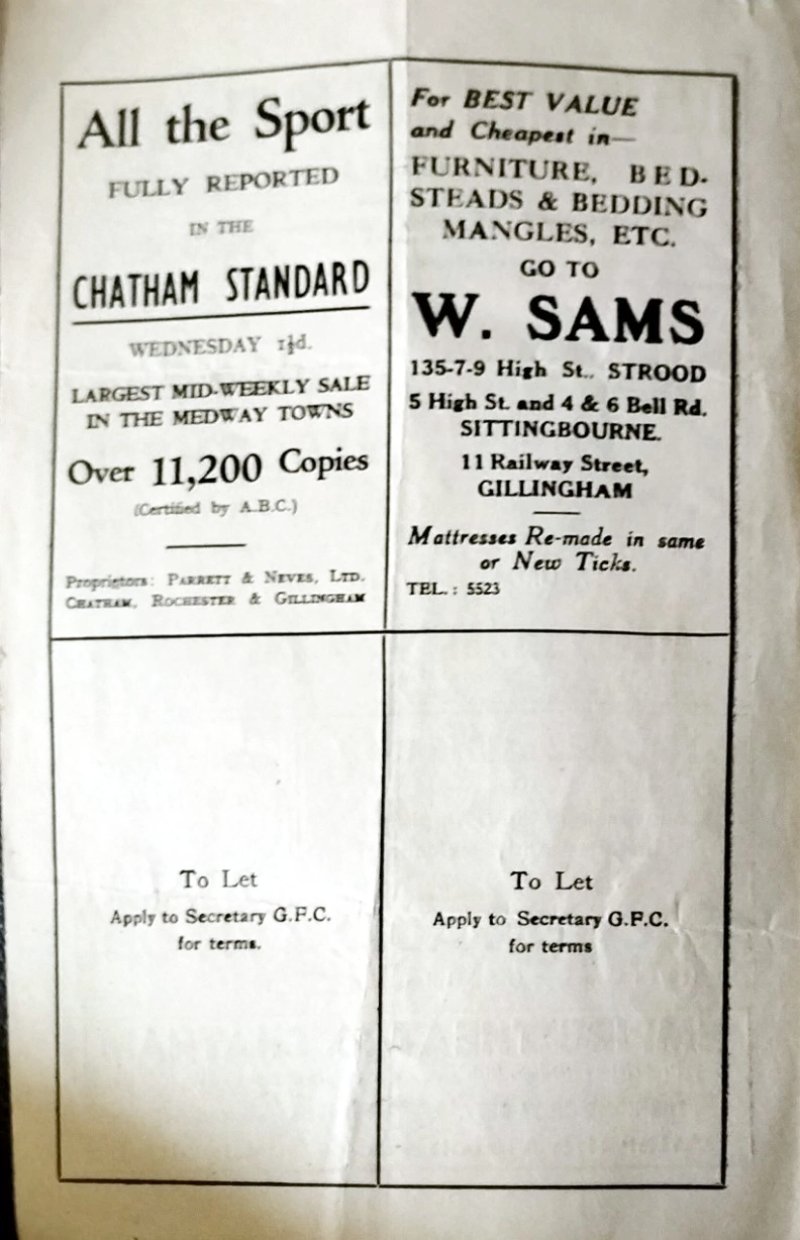 All the Sport
FULLY REPORTED
IN THE
CHATHAM STANDARD
WEDNESDAY 1½d.
LARGEST MID-WEEKLY SALE
IN THE MEDWAY TOWNS
Over 11,200 Copies
(Certified by A.B.C.)
Proprietors: PARRETT & NEVES, LTD.
CHATHAM, ROCHESTER & GILLINGHAM
For BEST VALUE
and Cheapest in—
FURNITURE, BED-
STEADS & BEDDING
MANGLES, ETC.
GO TO
W. SAMS
135-7-9 High St., STROOD
5 High St. and 4 & 6 Bell Rd.
SITTINGBOURNE.
11 Railway Street,
GILLINGHAM
Mattresses Re-made in same
or New Ticks.
TEL.: 5523
To Let
Apply to Secretary G.F.C.
for terms.
To Let
Apply to Secretary G.F.C.
for terms